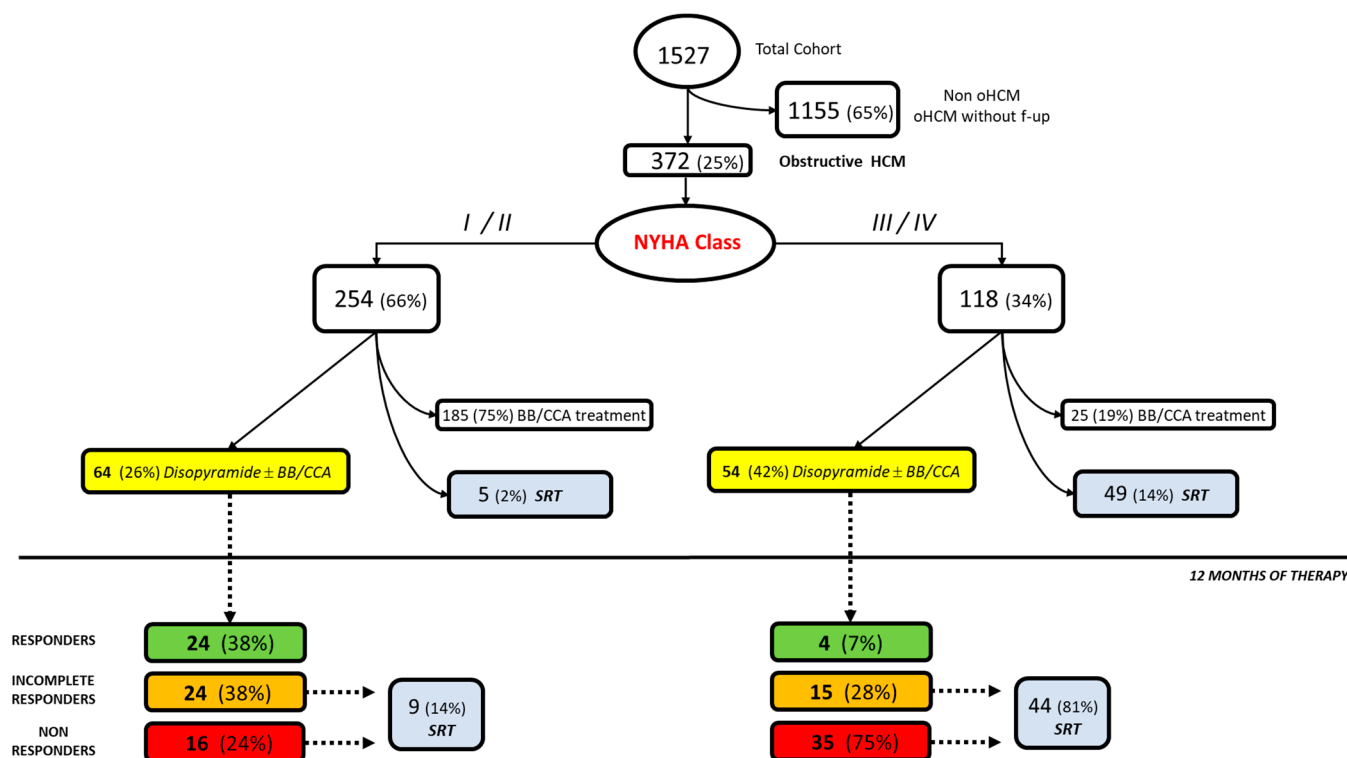 1527
Total Cohort
1155 (65%)
Non oHCM
oHCM without f-up
372 (25%)
Obstructive HCM
I / II
NYHA Class
III / IV
254 (66%)
118 (34%)
185 (75%) BB/CCA treatment
25 (19%) BB/CCA treatment
64 (26%) Disopyramide ± BB/CCA
54 (42%) Disopyramide ± BB/CCA
5 (2%) SRT
49 (14%) SRT
12 MONTHS OF THERAPY
RESPONDERS
24 (38%)
4 (7%)
INCOMPLETE
RESPONDERS
24 (38%)
15 (28%)
9 (14%)
SRT
44 (81%)
SRT
NON
RESPONDERS
16 (24%)
35 (75%)